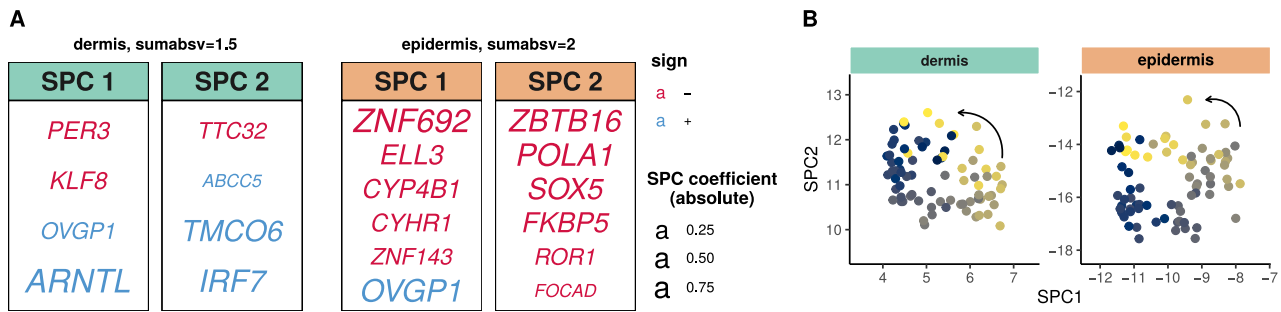 A
dermis, sumabsv=1.5
SPC 1
SPC 2
PER3
TTC32
KLF8
ABCC5
OVGP1
TMCO6
ARNTL
IRF7
epidermis, sumabsv=2
SPC 1
SPC 2
ZNF692
ZBTB16
ELL3
POLA1
CYP4B1
SOX5
CYHR1
FKBP5
ZNF143
ROR1
OVGP1
FOCAD
sign
a −
a +
SPC coefficient
(absolute)
a 0.25
a 0.50
a 0.75
B
dermis
epidermis
SPC2
13
12
11
10
4 5 6 7
−12
−14
−16
−18
−12 −11 −10 −9 −8 −7
SPC1